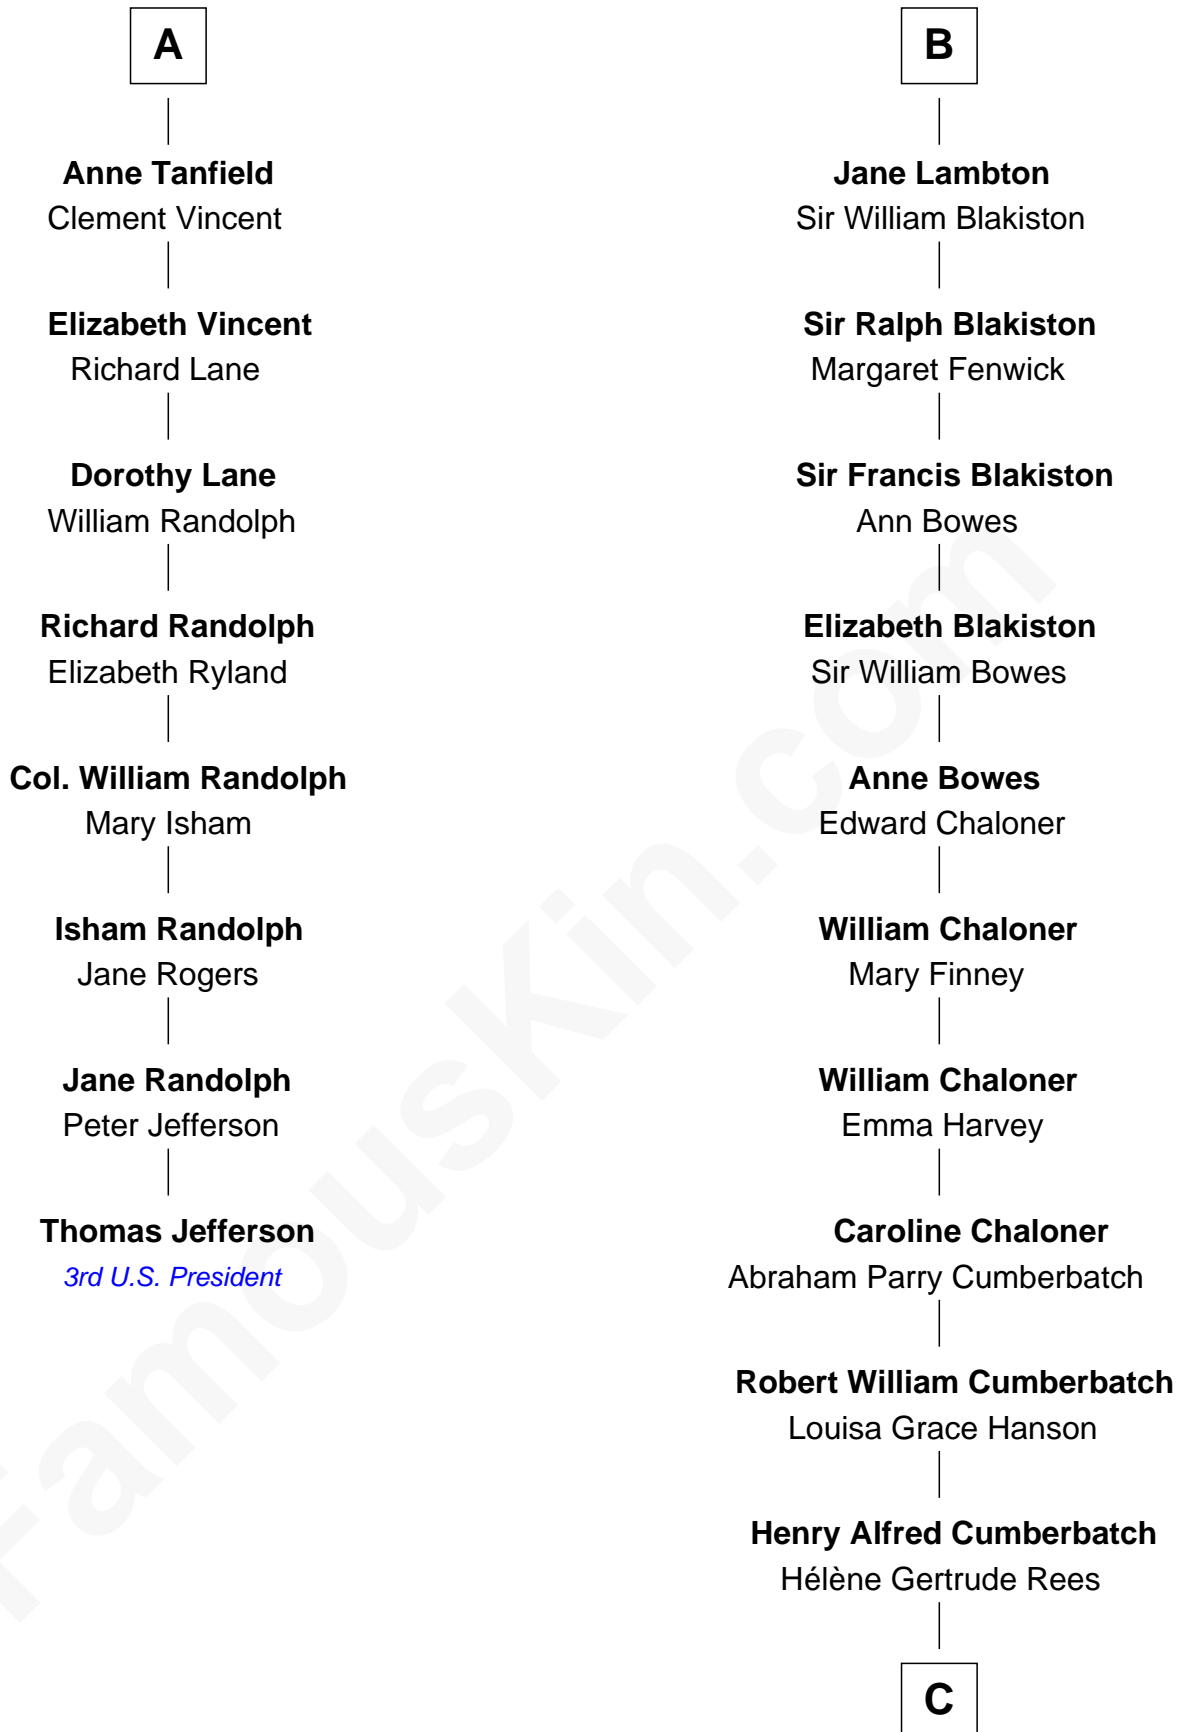 A
Anne Tanfield
Clement Vincent
Elizabeth Vincent
Richard Lane
Dorothy Lane
William Randolph
Richard Randolph
Elizabeth Ryland
Col. William Randolph
Mary Isham
Isham Randolph
Jane Rogers
Jane Randolph
Peter Jefferson
Thomas Jefferson
3rd U.S. President
B
Jane Lambton
Sir William Blakiston
Sir Ralph Blakiston
Margaret Fenwick
Sir Francis Blakiston
Ann Bowes
Elizabeth Blakiston
Sir William Bowes
Anne Bowes
Edward Chaloner
William Chaloner
Mary Finney
William Chaloner
Emma Harvey
Caroline Chaloner
Abraham Parry Cumberbatch
Robert William Cumberbatch
Louisa Grace Hanson
Henry Alfred Cumberbatch
Hélène Gertrude Rees
C
FamousKin.com